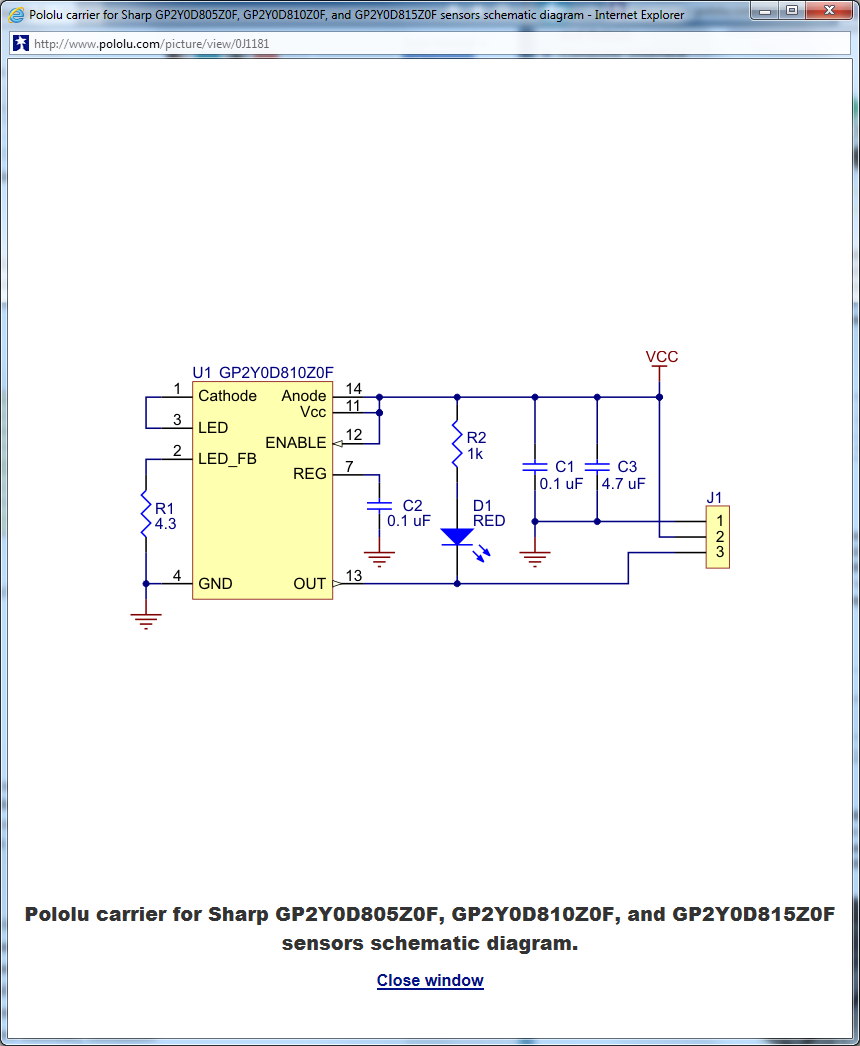 Pololu carrier for Sharp GP2Y0D805Z0F, GP2Y0D810Z0F, and GP2Y0D815Z0F sensors schematic diagram - Internet Explorer
http://www.pololu.com/picture/view/0J1181
VCC
U1 GP2Y0D810Z0F
1 Cathode Anode 14
Vcc 11
3 LED
ENABLE 12
2 LED_FB
REG 7
R2
1k
C1
0.1 uF
C3
4.7 uF
R1
4.3
C2
0.1 uF
D1
RED
J1
1
2
3
4 GND OUT 13
Pololu carrier for Sharp GP2Y0D805Z0F, GP2Y0D810Z0F, and GP2Y0D815Z0F
sensors schematic diagram.
Close window